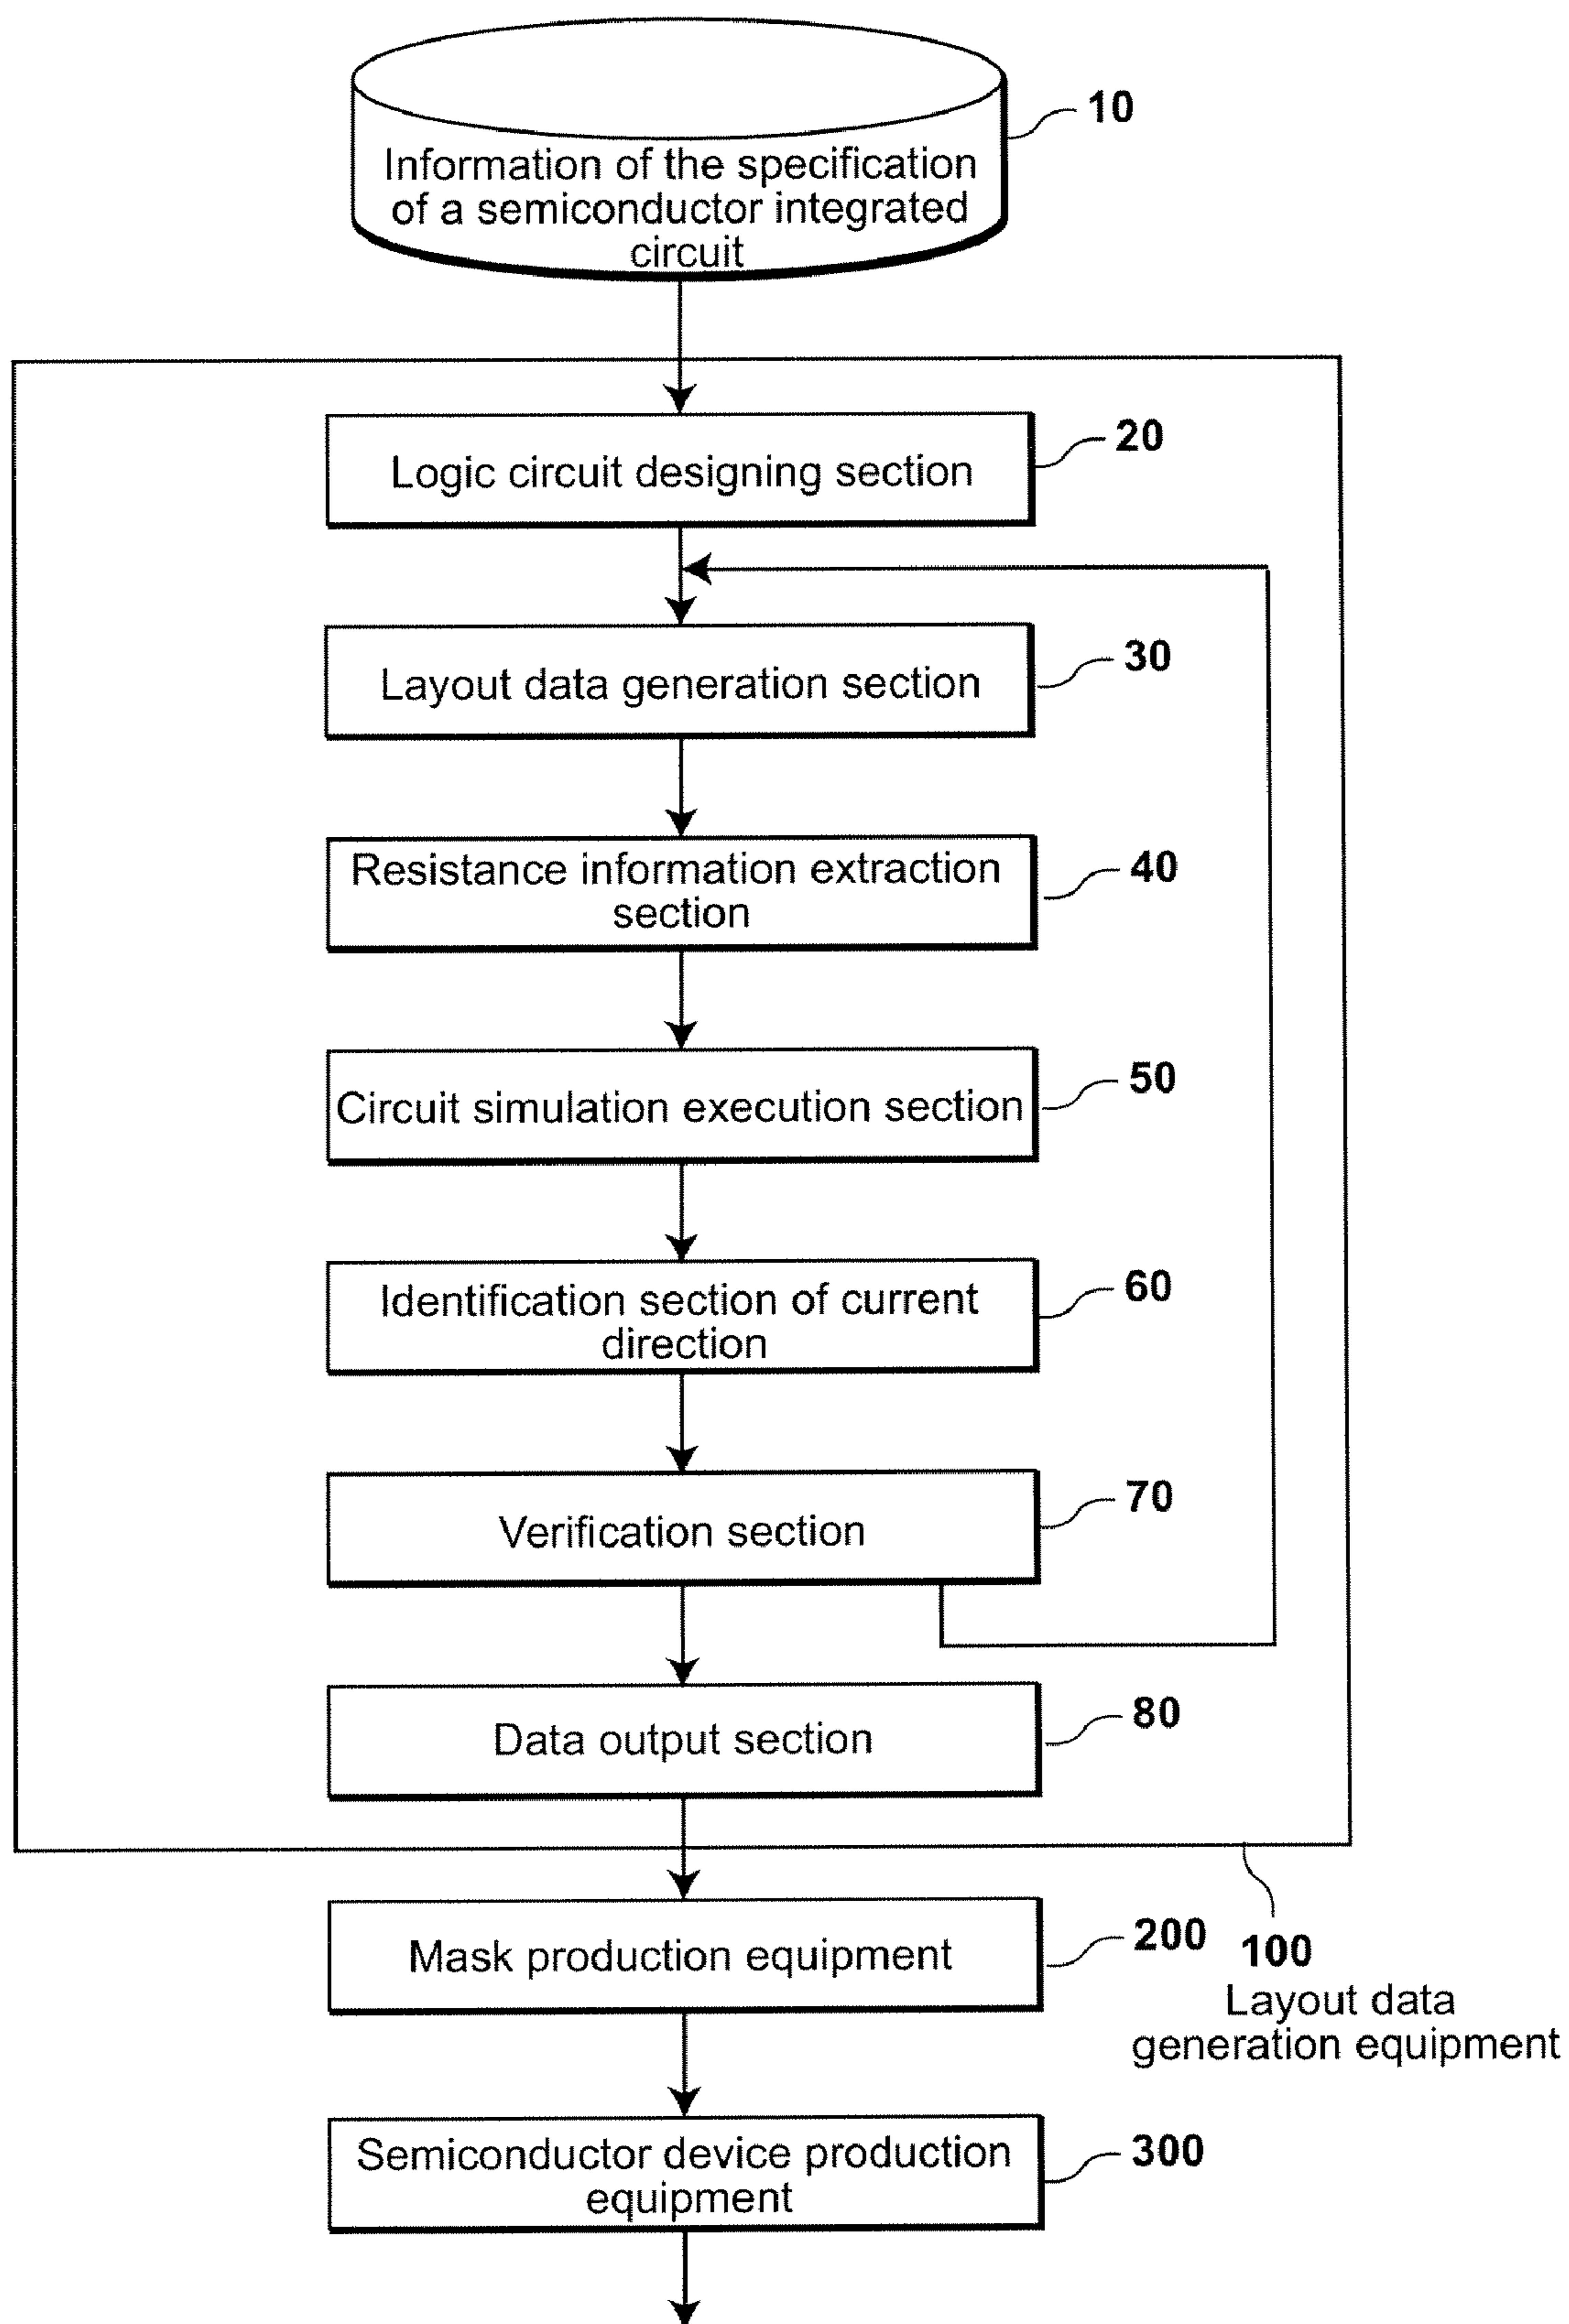 10
Information of the specification
of a semiconductor integrated
circuit
20
Logic circuit designing section
30
Layout data generation section
40
Resistance information extraction
section
50
Circuit simulation execution section
60
Identification section of current
direction
70
Verification section
80
Data output section
200
Mask production equipment
100
Layout data
generation equipment
300
Semiconductor device production
equipment